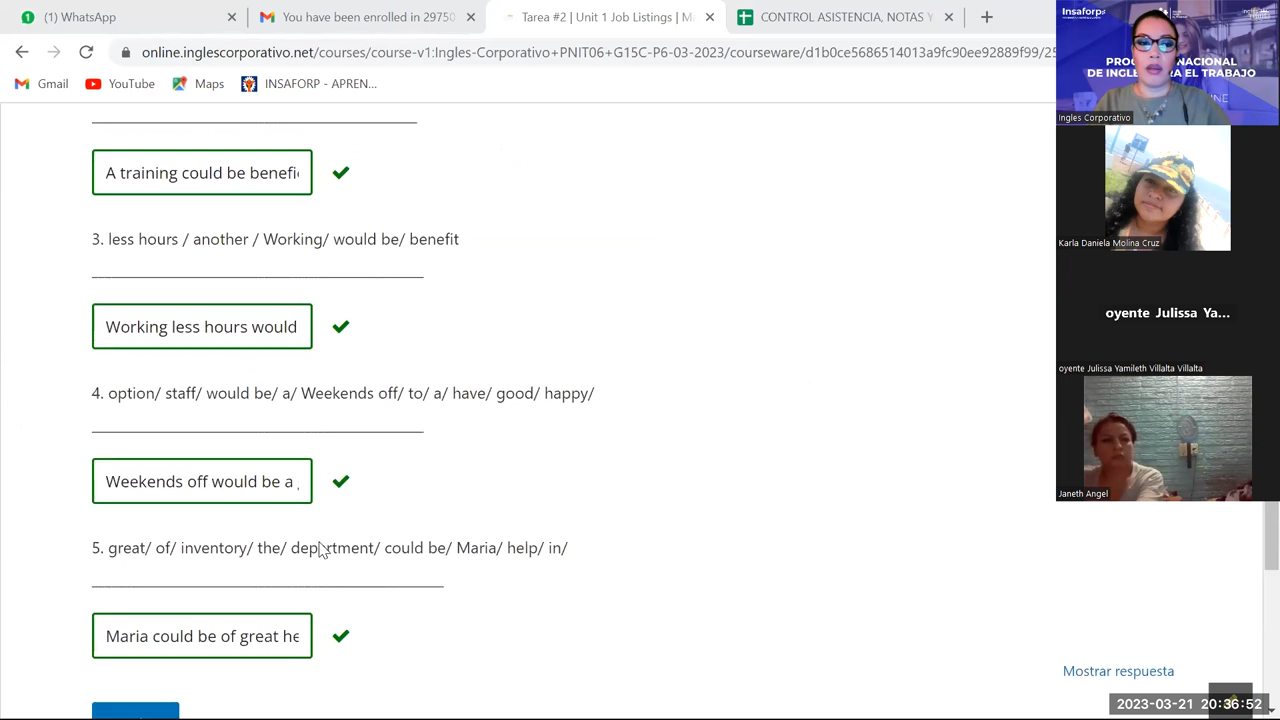 (1) WhatsApp
You have been added in 29752
Tarea #2 | Unit 1 Job Listings | M
CONTROL ASISTENCIA, NOTAS Y
online.inglescorporativo.net/courses/course-v1:Ingles_Corporativo+PNIT06+G15C-P6-03-2023/courseware/d1b0ce5686514013a9fc90ee92889f99/25
Gmail
YouTube
Maps
INSAFORP - APREN...
A training could be benefi
3. less hours / another / Working/ would be/ benefit
Working less hours would
4. option/ staff/ would be/ a/ Weekends off/ to/ a/ have/ good/ happy/
Weekends off would be a
5. great/ of/ inventory/ the/ department/ could be/ Maria/ help/ in/
Maria could be of great he
Mostrar respuesta
Insaforp
Ingles Corporativo
Karla Daniela Molina Cruz
oyente Julissa Ya...
oyente Julissa Yamileth Villalta Villalta
Janeth Angel
2023-03-21 20:36:52